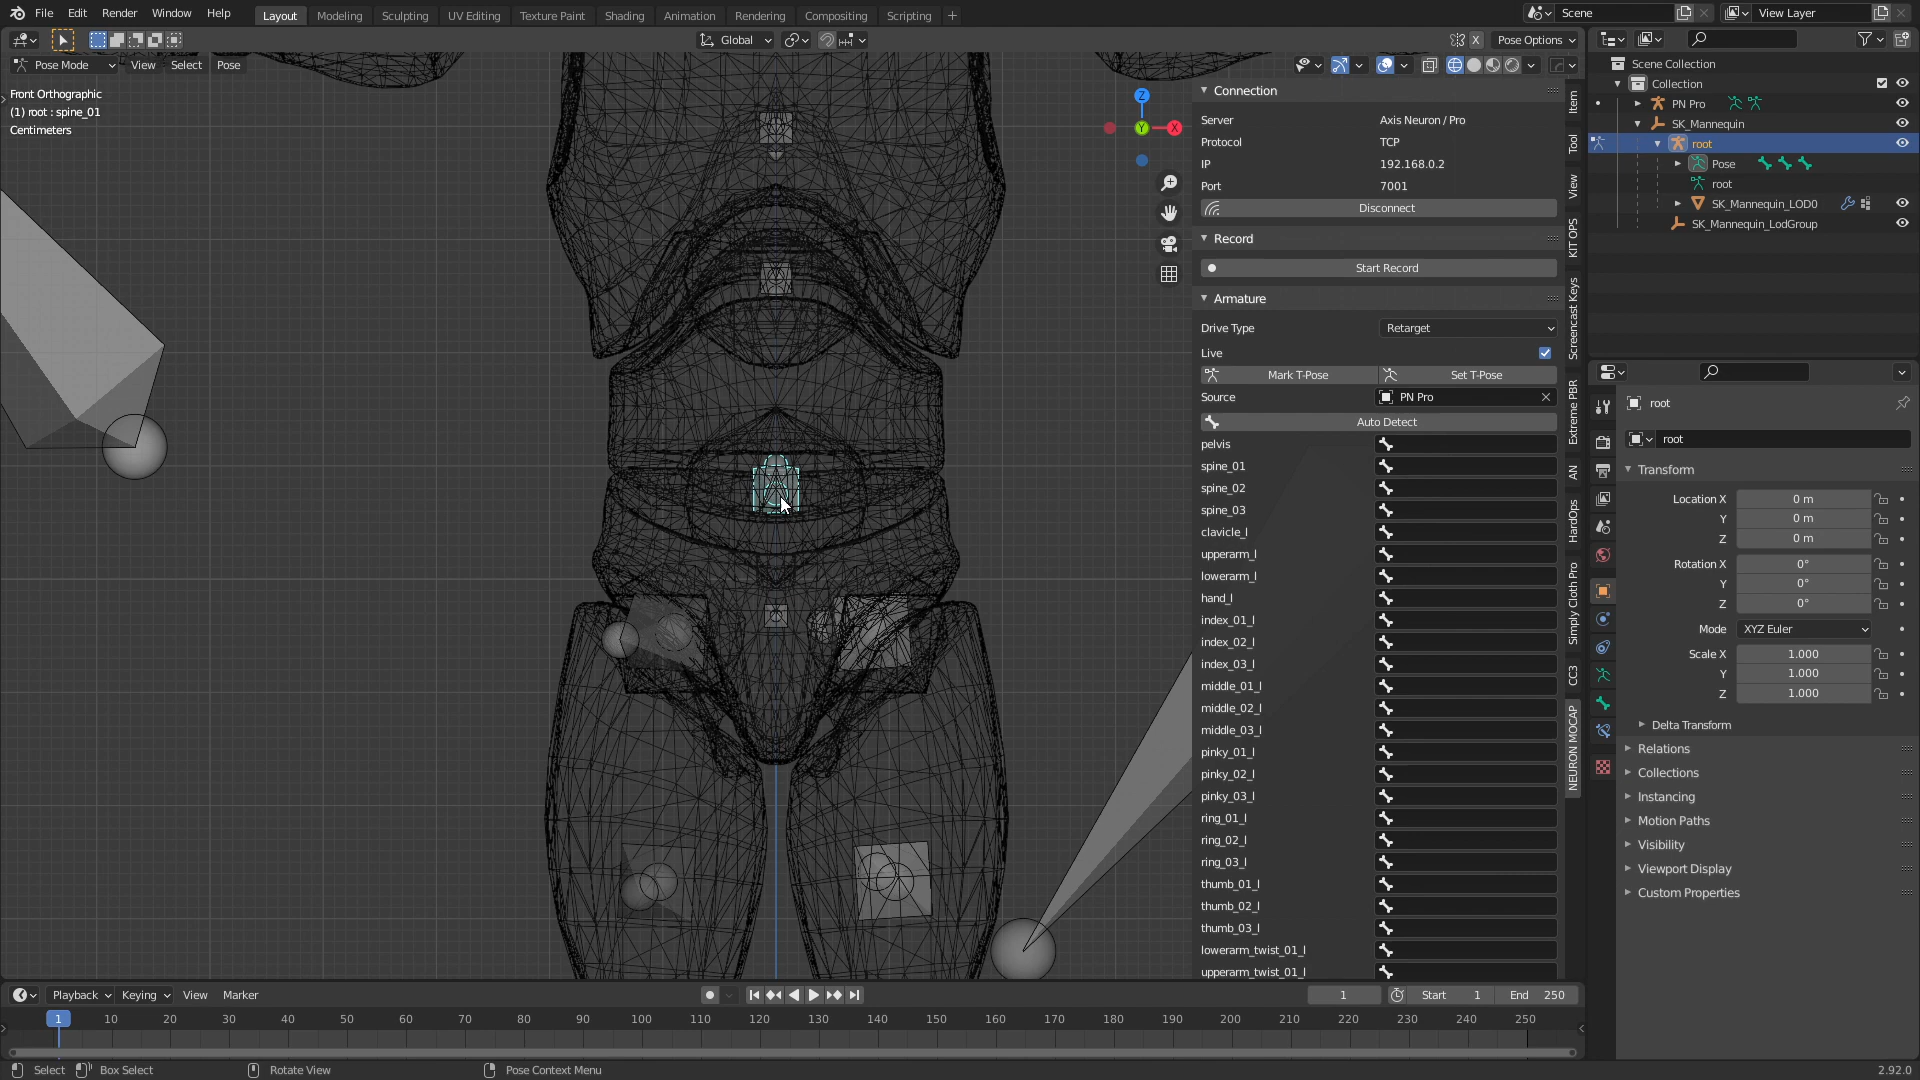 File Edit Render Window Help Layout Modeling Sculpting UV Editing Texture Paint Shading Animation Rendering Compositing Scripting + Scene View Layer
Global Pose Options
Pose Mode View Select Pose
Front Orthographic
(1) root : spine_01
Centimeters
Z
Y
X
Connection
Server Axis Neuron / Pro
Protocol TCP
IP 192.168.0.2
Port 7001
Disconnect
Record
Start Record
Armature
Drive Type Retarget
Live
Mark T-Pose Set T-Pose
Source PN Pro
Auto Detect
pelvis
spine_01
spine_02
spine_03
clavicle_l
upperarm_l
lowerarm_l
hand_l
index_01_l
index_02_l
index_03_l
middle_01_l
middle_02_l
middle_03_l
pinky_01_l
pinky_02_l
pinky_03_l
ring_01_l
ring_02_l
ring_03_l
thumb_01_l
thumb_02_l
thumb_03_l
lowerarm_twist_01_l
upperarm_twist_01_l
Item
Tool
View
KIT OPS
Screencast Keys
Extreme PBR
AN
HardOps
Simply Cloth Pro
CC3
NEURON MOCAP
Scene Collection
Collection
PN Pro
SK_Mannequin
root
Pose
root
SK_Mannequin_LOD0
SK_Mannequin_LodGroup
root
root
Transform
Location X 0 m
Y 0 m
Z 0 m
Rotation X 0°
Y 0°
Z 0°
Mode XYZ Euler
Scale X 1.000
Y 1.000
Z 1.000
Delta Transform
Relations
Collections
Instancing
Motion Paths
Visibility
Viewport Display
Custom Properties
Playback Keying View Marker 1 Start 1 End 250
1 10 20 30 40 50 60 70 80 90 100 110 120 130 140 150 160 170 180 190 200 210 220 230 240 250
Select Box Select Rotate View Pose Context Menu 2.92.0